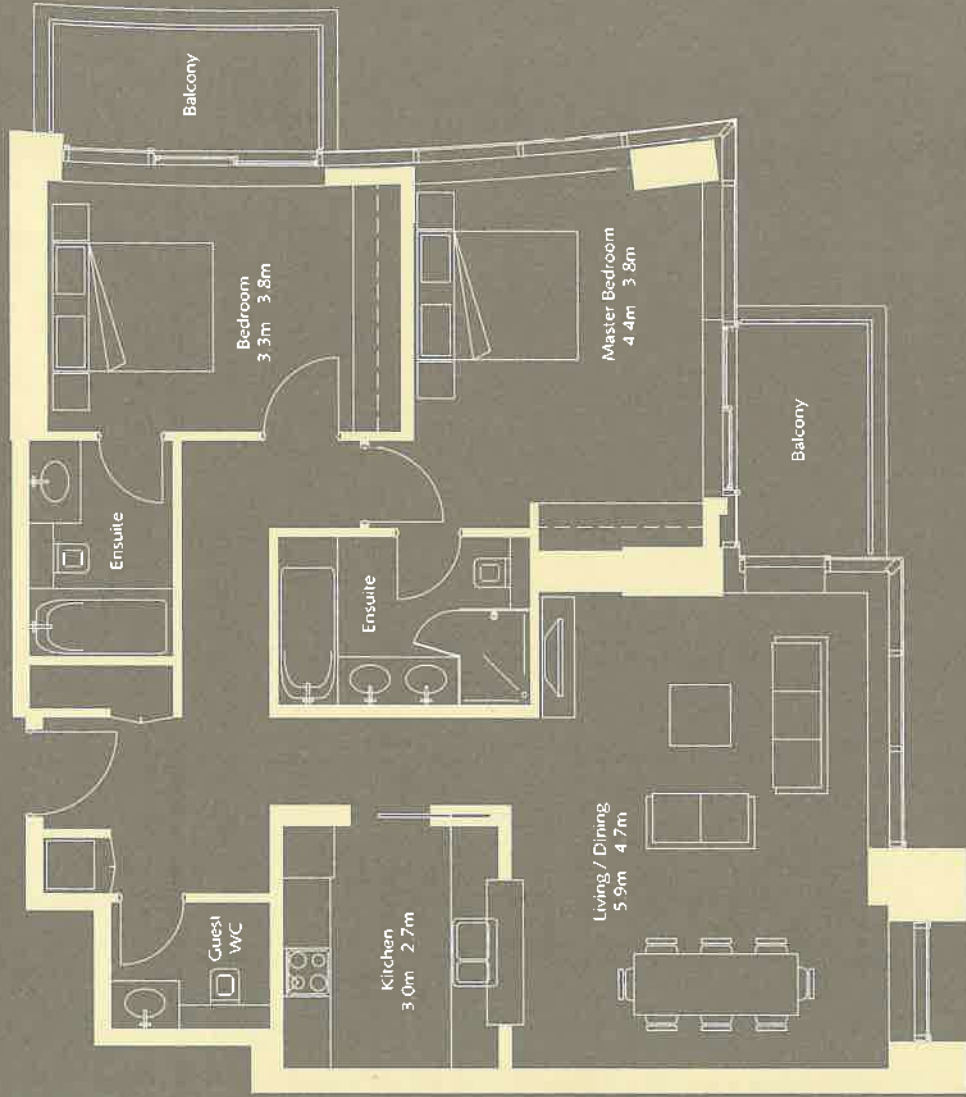 Balcony
Bedroom
3.3m 3.8m
Ensuite
Master Bedroom
4.4m 3.8m
Balcony
Ensuite
Guest
WC
Kitchen
3.0m 2.7m
Living / Dining
5.9m 4.7m